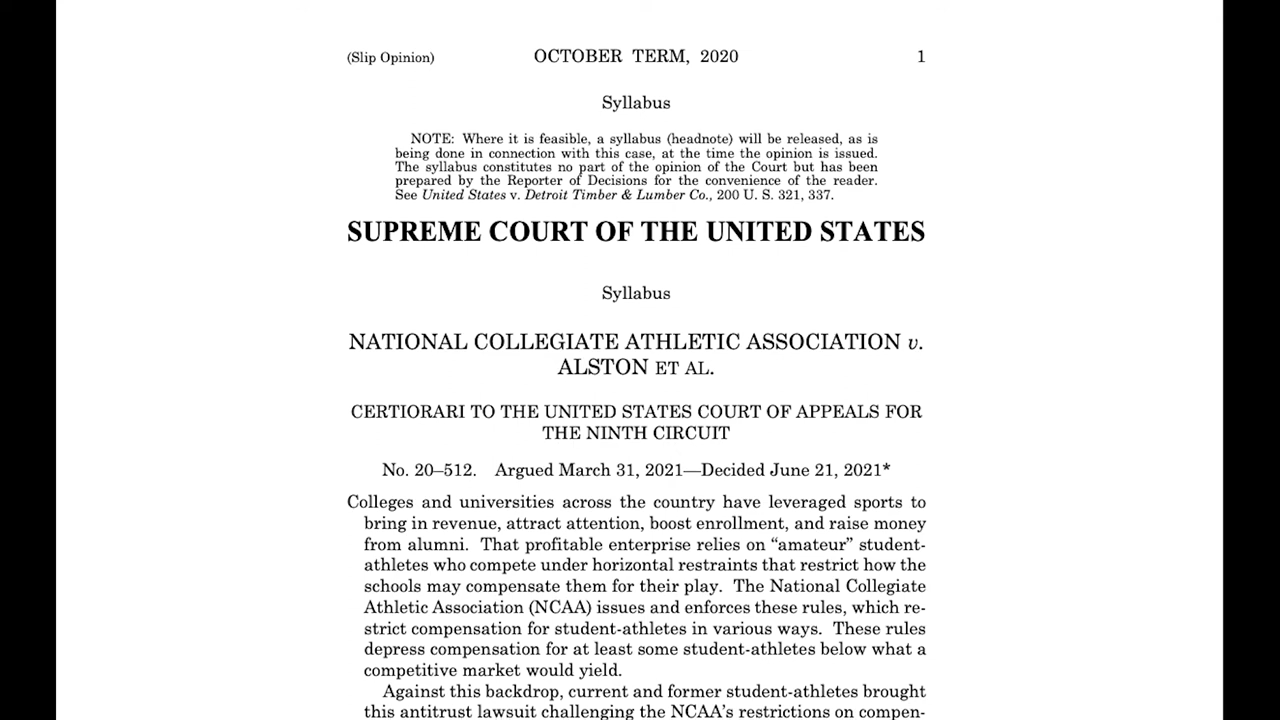 (Slip Opinion) OCTOBER TERM, 2020 1
Syllabus
NOTE: Where it is feasible, a syllabus (headnote) will be released, as is
being done in connection with this case, at the time the opinion is issued.
The syllabus constitutes no part of the opinion of the Court but has been
prepared by the Reporter of Decisions for the convenience of the reader.
See United States v. Detroit Timber & Lumber Co., 200 U. S. 321, 337.
SUPREME COURT OF THE UNITED STATES
Syllabus
NATIONAL COLLEGIATE ATHLETIC ASSOCIATION v.
ALSTON ET AL.
CERTIORARI TO THE UNITED STATES COURT OF APPEALS FOR
THE NINTH CIRCUIT
No. 20–512. Argued March 31, 2021—Decided June 21, 2021*
Colleges and universities across the country have leveraged sports to
bring in revenue, attract attention, boost enrollment, and raise money
from alumni. That profitable enterprise relies on “amateur” student-
athletes who compete under horizontal restraints that restrict how the
schools may compensate them for their play. The National Collegiate
Athletic Association (NCAA) issues and enforces these rules, which re-
strict compensation for student-athletes in various ways. These rules
depress compensation for at least some student-athletes below what a
competitive market would yield.
Against this backdrop, current and former student-athletes brought
this antitrust lawsuit challenging the NCAA’s restrictions on compen-